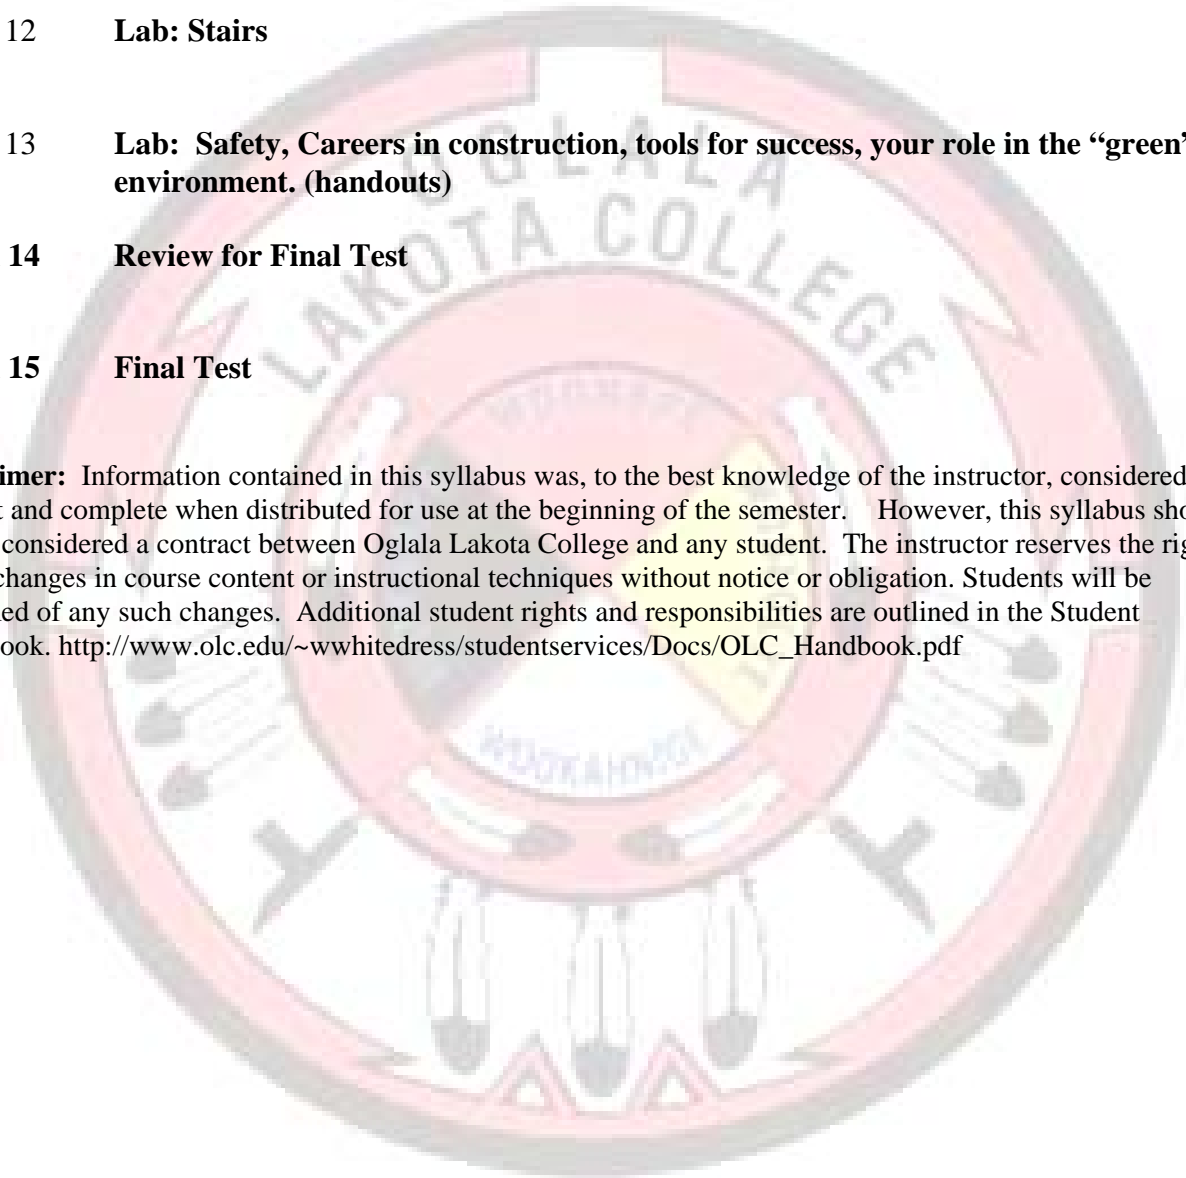 12 Lab: Stairs
13 Lab: Safety, Careers in construction, tools for success, your role in the “green”
environment. (handouts)
14 Review for Final Test
15 Final Test
imer: Information contained in this syllabus was, to the best knowledge of the instructor, considered
t and complete when distributed for use at the beginning of the semester. However, this syllabus sho
considered a contract between Oglala Lakota College and any student. The instructor reserves the rig
changes in course content or instructional techniques without notice or obligation. Students will be
ed of any such changes. Additional student rights and responsibilities are outlined in the Student
ook. http://www.olc.edu/~wwhitedress/studentservices/Docs/OLC_Handbook.pdf
OGLALA
LAKOTA COLLEGE